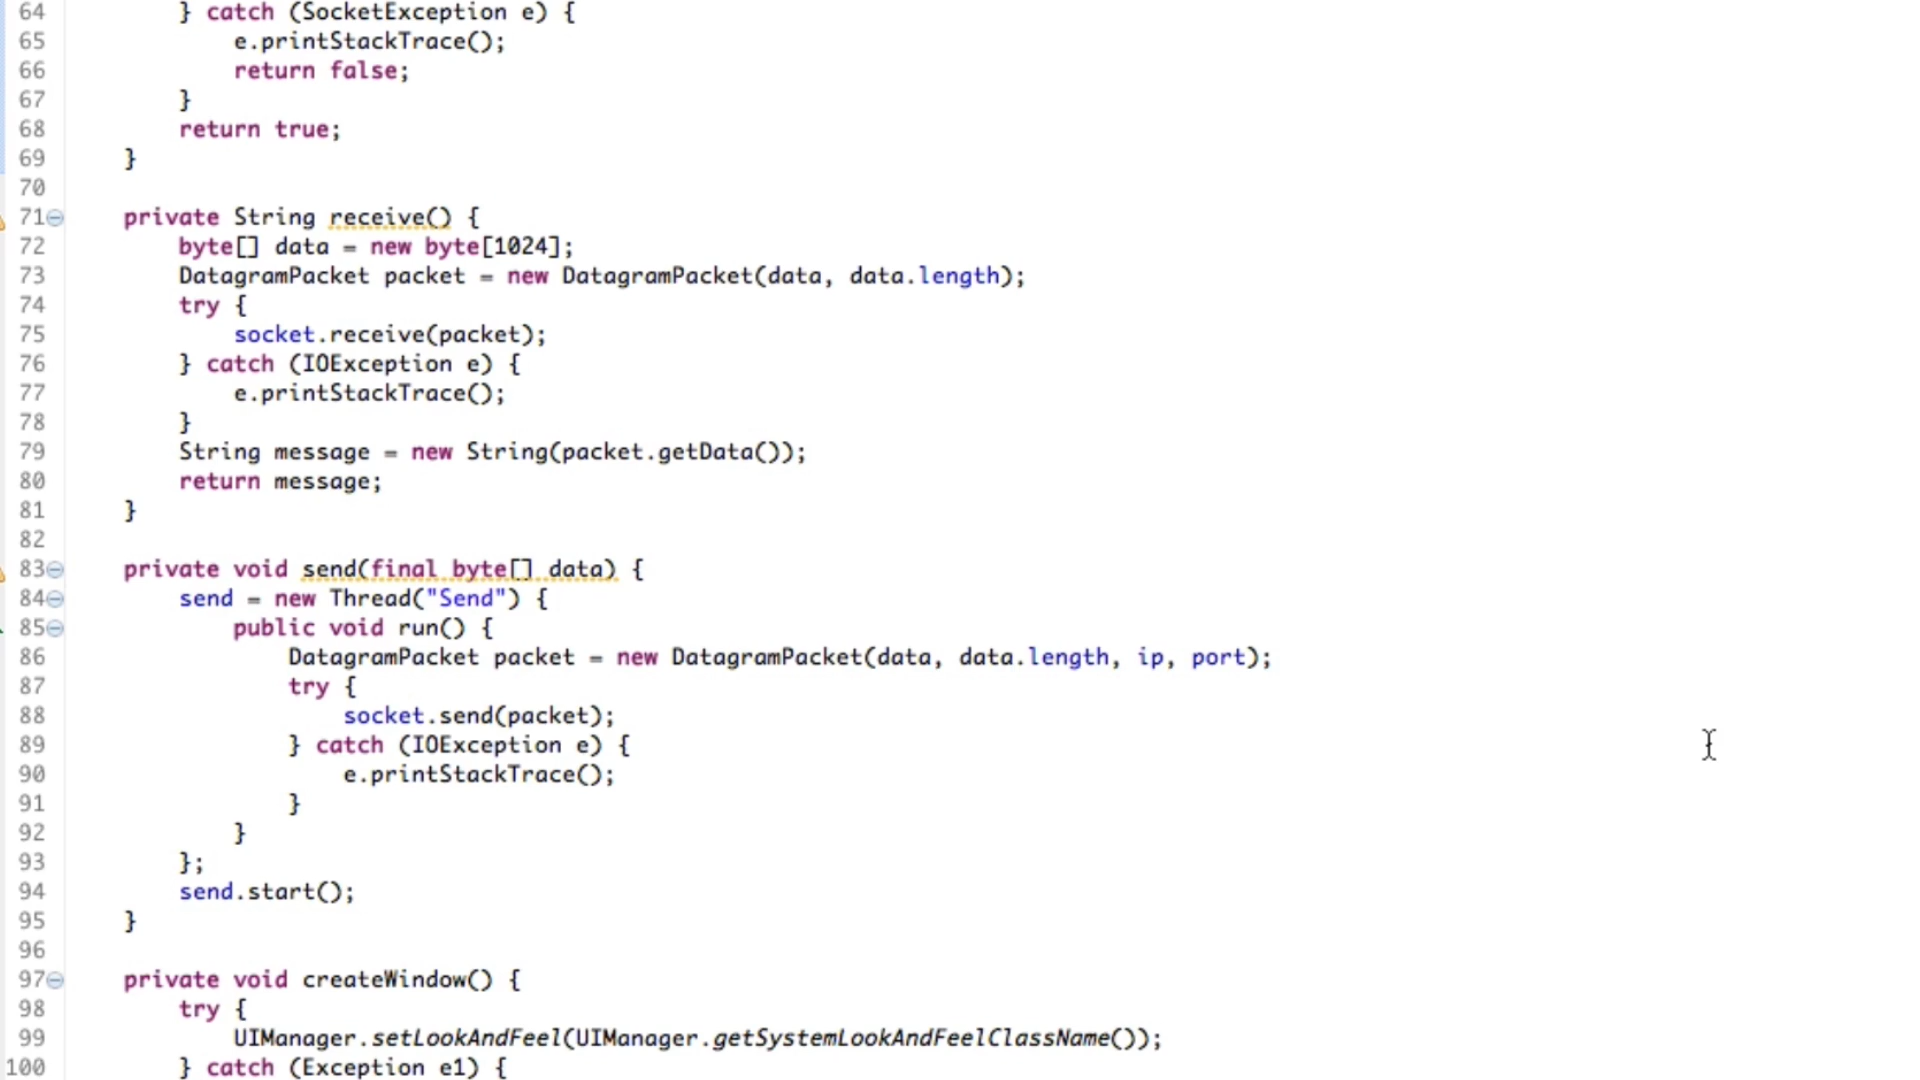 64 } catch (SocketException e) {
65 e.printStackTrace();
66 return false;
67 }
68 return true;
69 }
70
71 private String receive() {
72 byte[] data = new byte[1024];
73 DatagramPacket packet = new DatagramPacket(data, data.length);
74 try {
75 socket.receive(packet);
76 } catch (IOException e) {
77 e.printStackTrace();
78 }
79 String message = new String(packet.getData());
80 return message;
81 }
82
83 private void send(final byte[] data) {
84 send = new Thread("Send") {
85 public void run() {
86 DatagramPacket packet = new DatagramPacket(data, data.length, ip, port);
87 try {
88 socket.send(packet);
89 } catch (IOException e) {
90 e.printStackTrace();
91 }
92 }
93 };
94 send.start();
95 }
96
97 private void createWindow() {
98 try {
99 UIManager.setLookAndFeel(UIManager.getSystemLookAndFeelClassName());
100 } catch (Exception e1) {